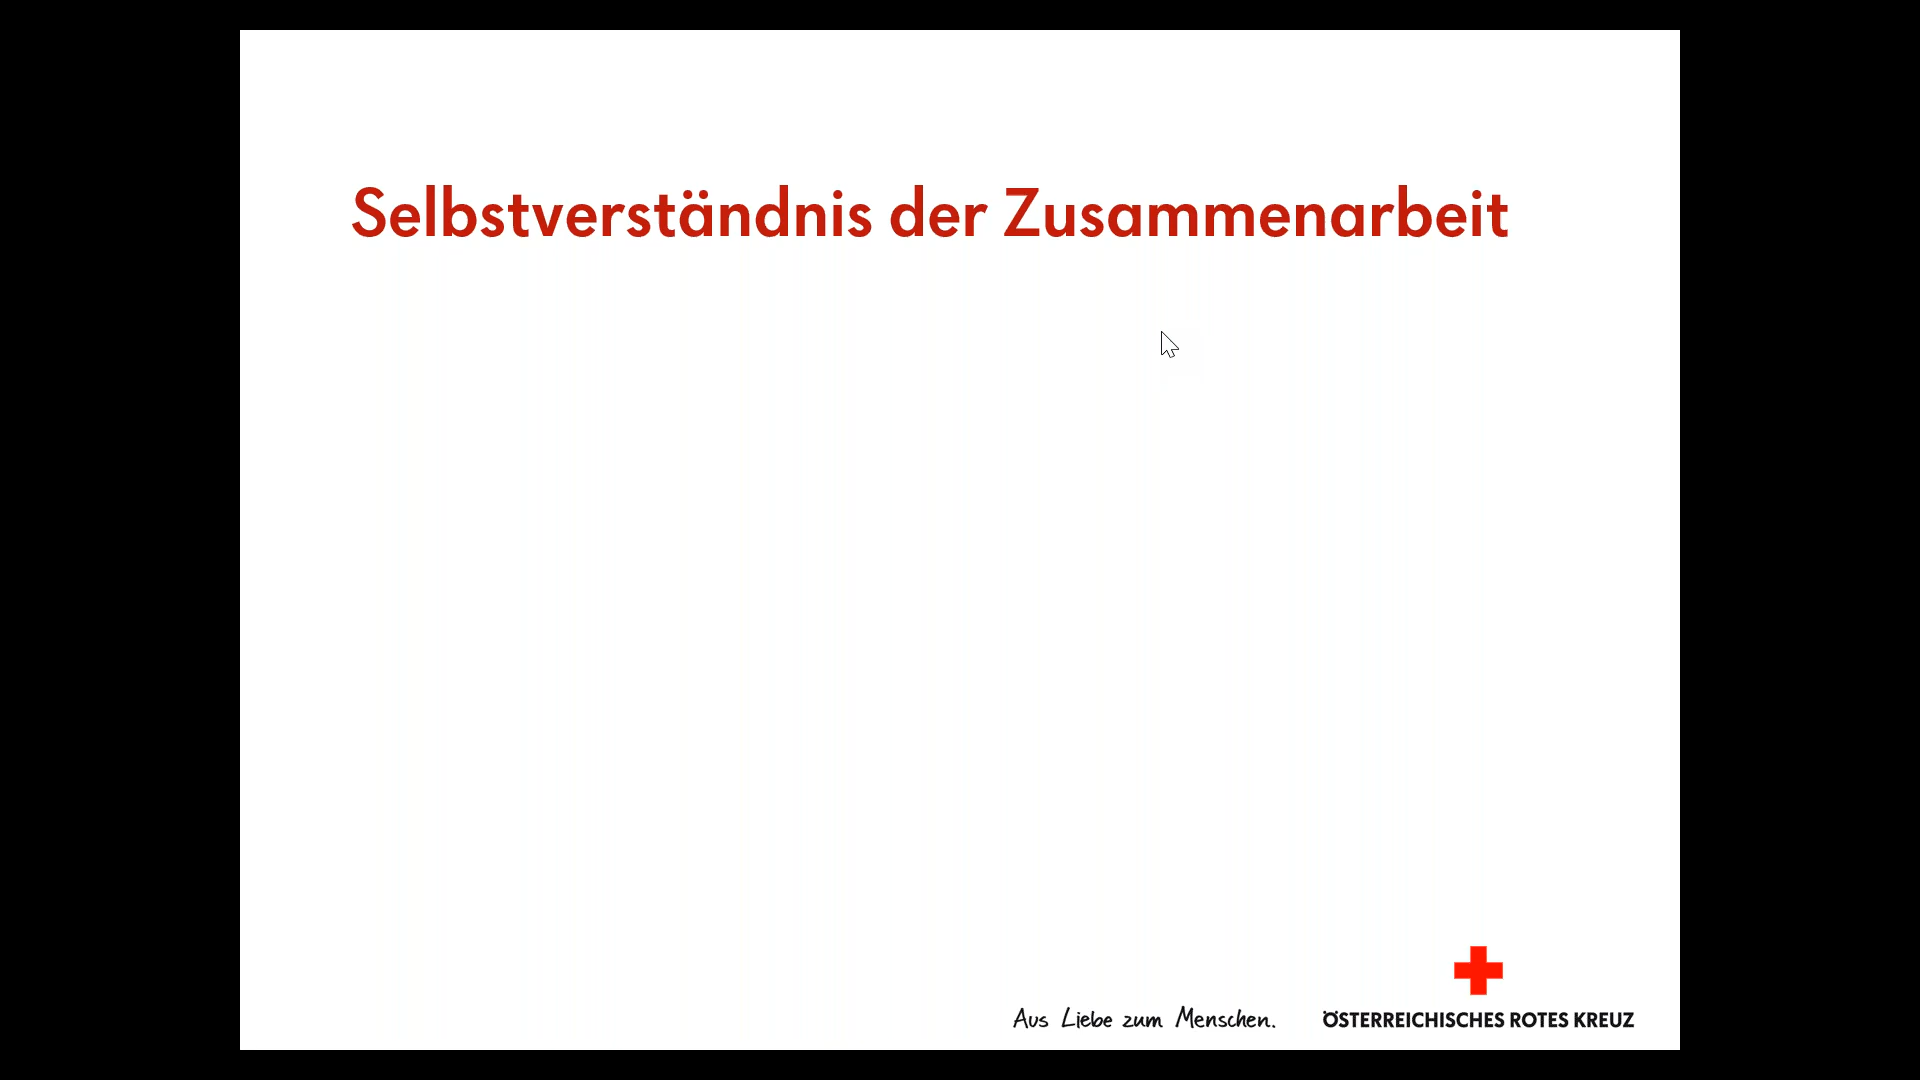 Selbstverständnis der Zusammenarbeit
Aus Liebe zum Menschen.
ÖSTERREICHISCHES ROTES KREUZ